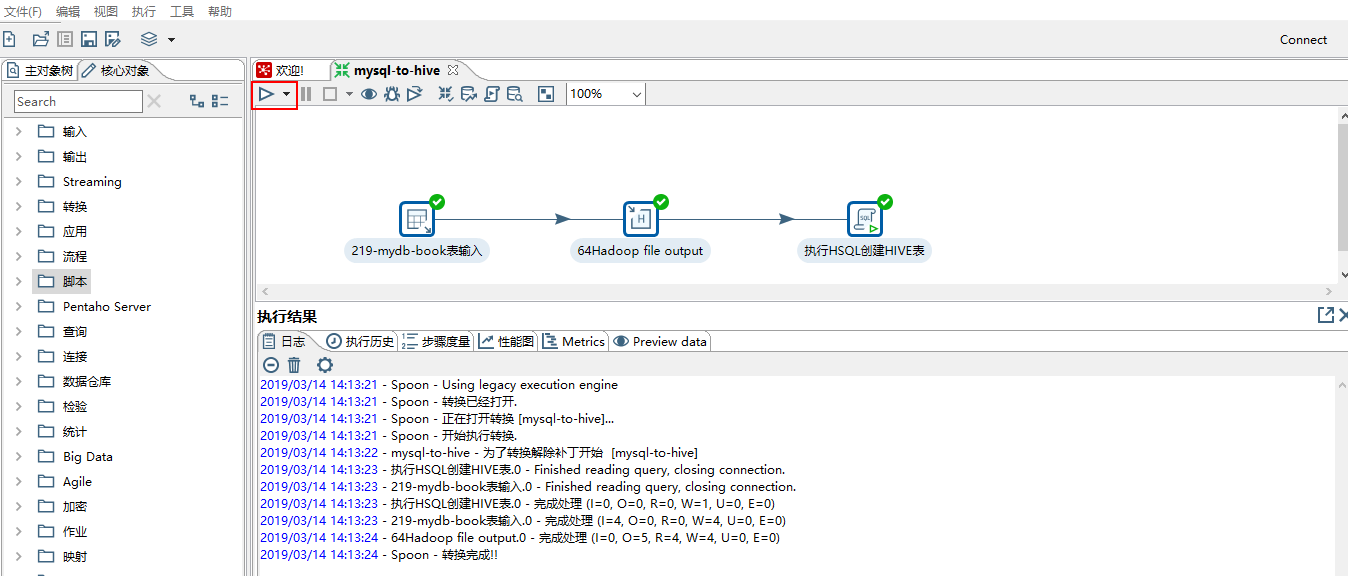 文件(F) 编辑 视图 执行 工具 帮助
Connect
主对象树 核心对象
欢迎! mysql-to-hive
Search
100%
输入
输出
Streaming
转换
应用
流程
脚本
Pentaho Server
查询
连接
数据仓库
检验
统计
Big Data
Agile
加密
作业
映射
219-mydb-book表输入 64Hadoop file output 执行HSQL创建HIVE表
执行结果
日志 执行历史 步骤度量 性能图 Metrics Preview data
2019/03/14 14:13:21 - Spoon - Using legacy execution engine
2019/03/14 14:13:21 - Spoon - 转换已经打开.
2019/03/14 14:13:21 - Spoon - 正在打开转换 [mysql-to-hive]...
2019/03/14 14:13:21 - Spoon - 开始执行转换.
2019/03/14 14:13:22 - mysql-to-hive - 为了转换解除补丁开始  [mysql-to-hive]
2019/03/14 14:13:23 - 执行HSQL创建HIVE表.0 - Finished reading query, closing connection.
2019/03/14 14:13:23 - 219-mydb-book表输入.0 - Finished reading query, closing connection.
2019/03/14 14:13:23 - 执行HSQL创建HIVE表.0 - 完成处理 (I=0, O=0, R=0, W=1, U=0, E=0)
2019/03/14 14:13:23 - 219-mydb-book表输入.0 - 完成处理 (I=4, O=0, R=0, W=4, U=0, E=0)
2019/03/14 14:13:24 - 64Hadoop file output.0 - 完成处理 (I=0, O=5, R=4, W=4, U=0, E=0)
2019/03/14 14:13:24 - Spoon - 转换完成!!